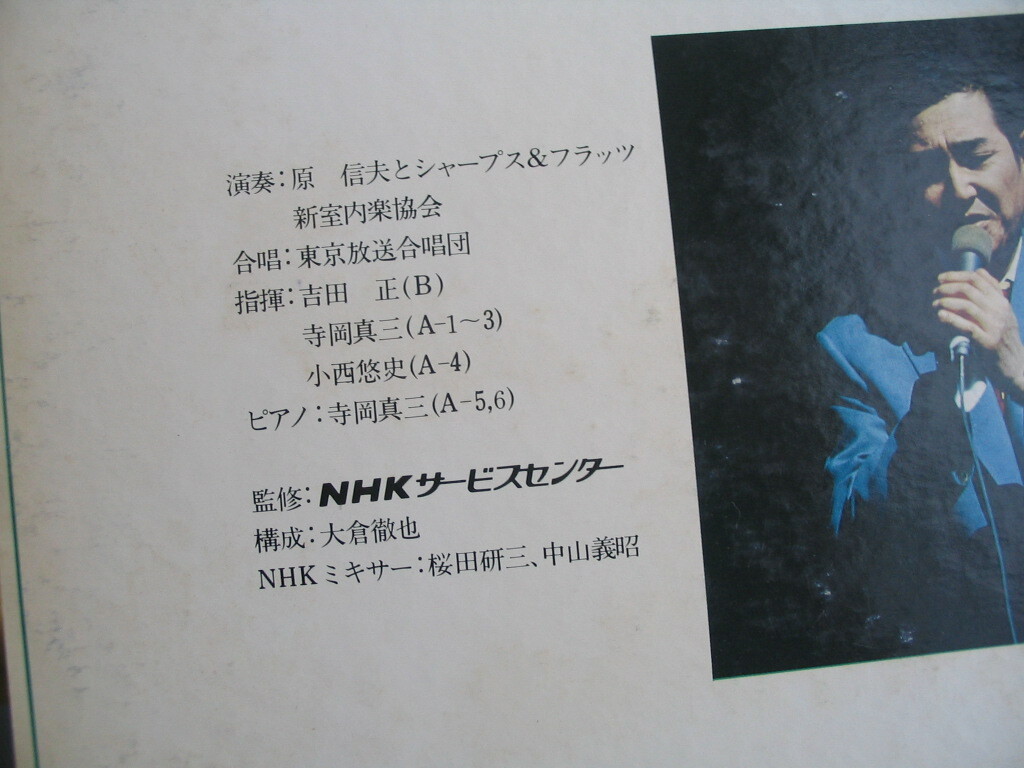 演奏:原　信夫とシャープス&フラッツ
新室内楽協会
合唱:東京放送合唱団
指揮:吉田　正(B)
寺岡真三(A-1〜3)
小西悠史(A-4)
ピアノ:寺岡真三(A-5,6)
監修:NHKサービスセンター
構成:大倉徹也
NHKミキサー:桜田研三、中山義昭